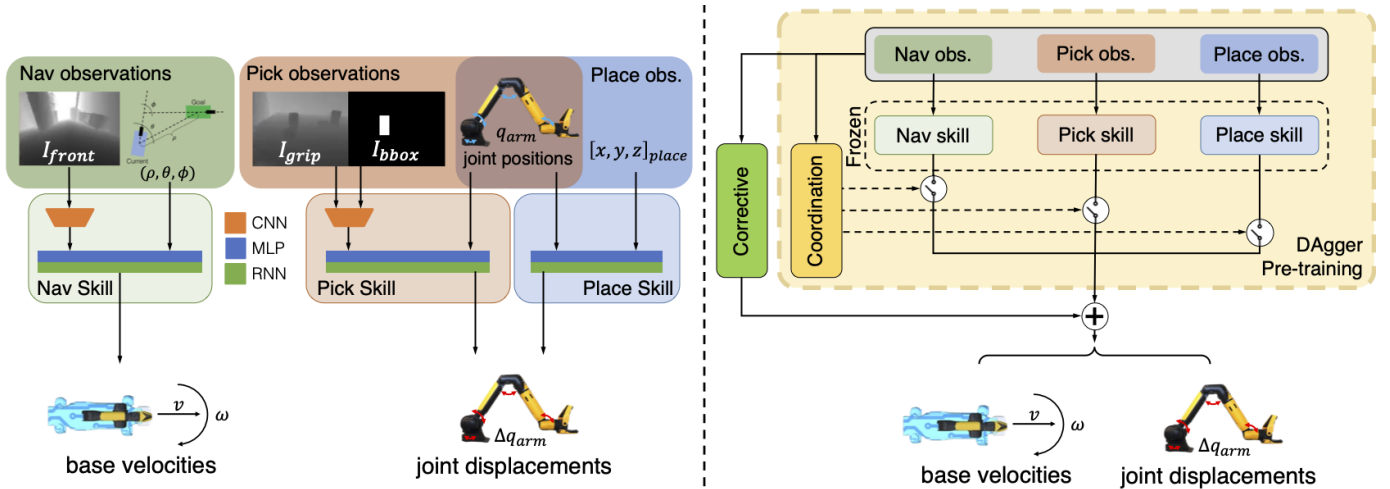 Nav observations
Goal
Current
I_front
(ρ, θ, ϕ)
Pick observations
I_grip
I_bbox
q_arm
joint positions
Place obs.
[x, y, z]_place
CNN
MLP
RNN
Nav Skill
Pick Skill
Place Skill
v
ω
base velocities
Δq_arm
joint displacements
Nav obs.
Pick obs.
Place obs.
Frozen
Nav skill
Pick skill
Place skill
Corrective
Coordination
DAgger
Pre-training
+
v
ω
base velocities
Δq_arm
joint displacements